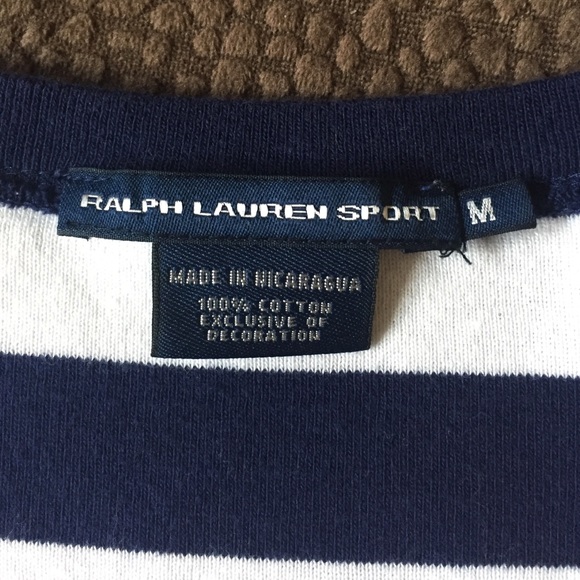 RALPH LAUREN SPORT
M
MADE IN NICARAGUA
100% COTTON
EXCLUSIVE OF
DECORATION